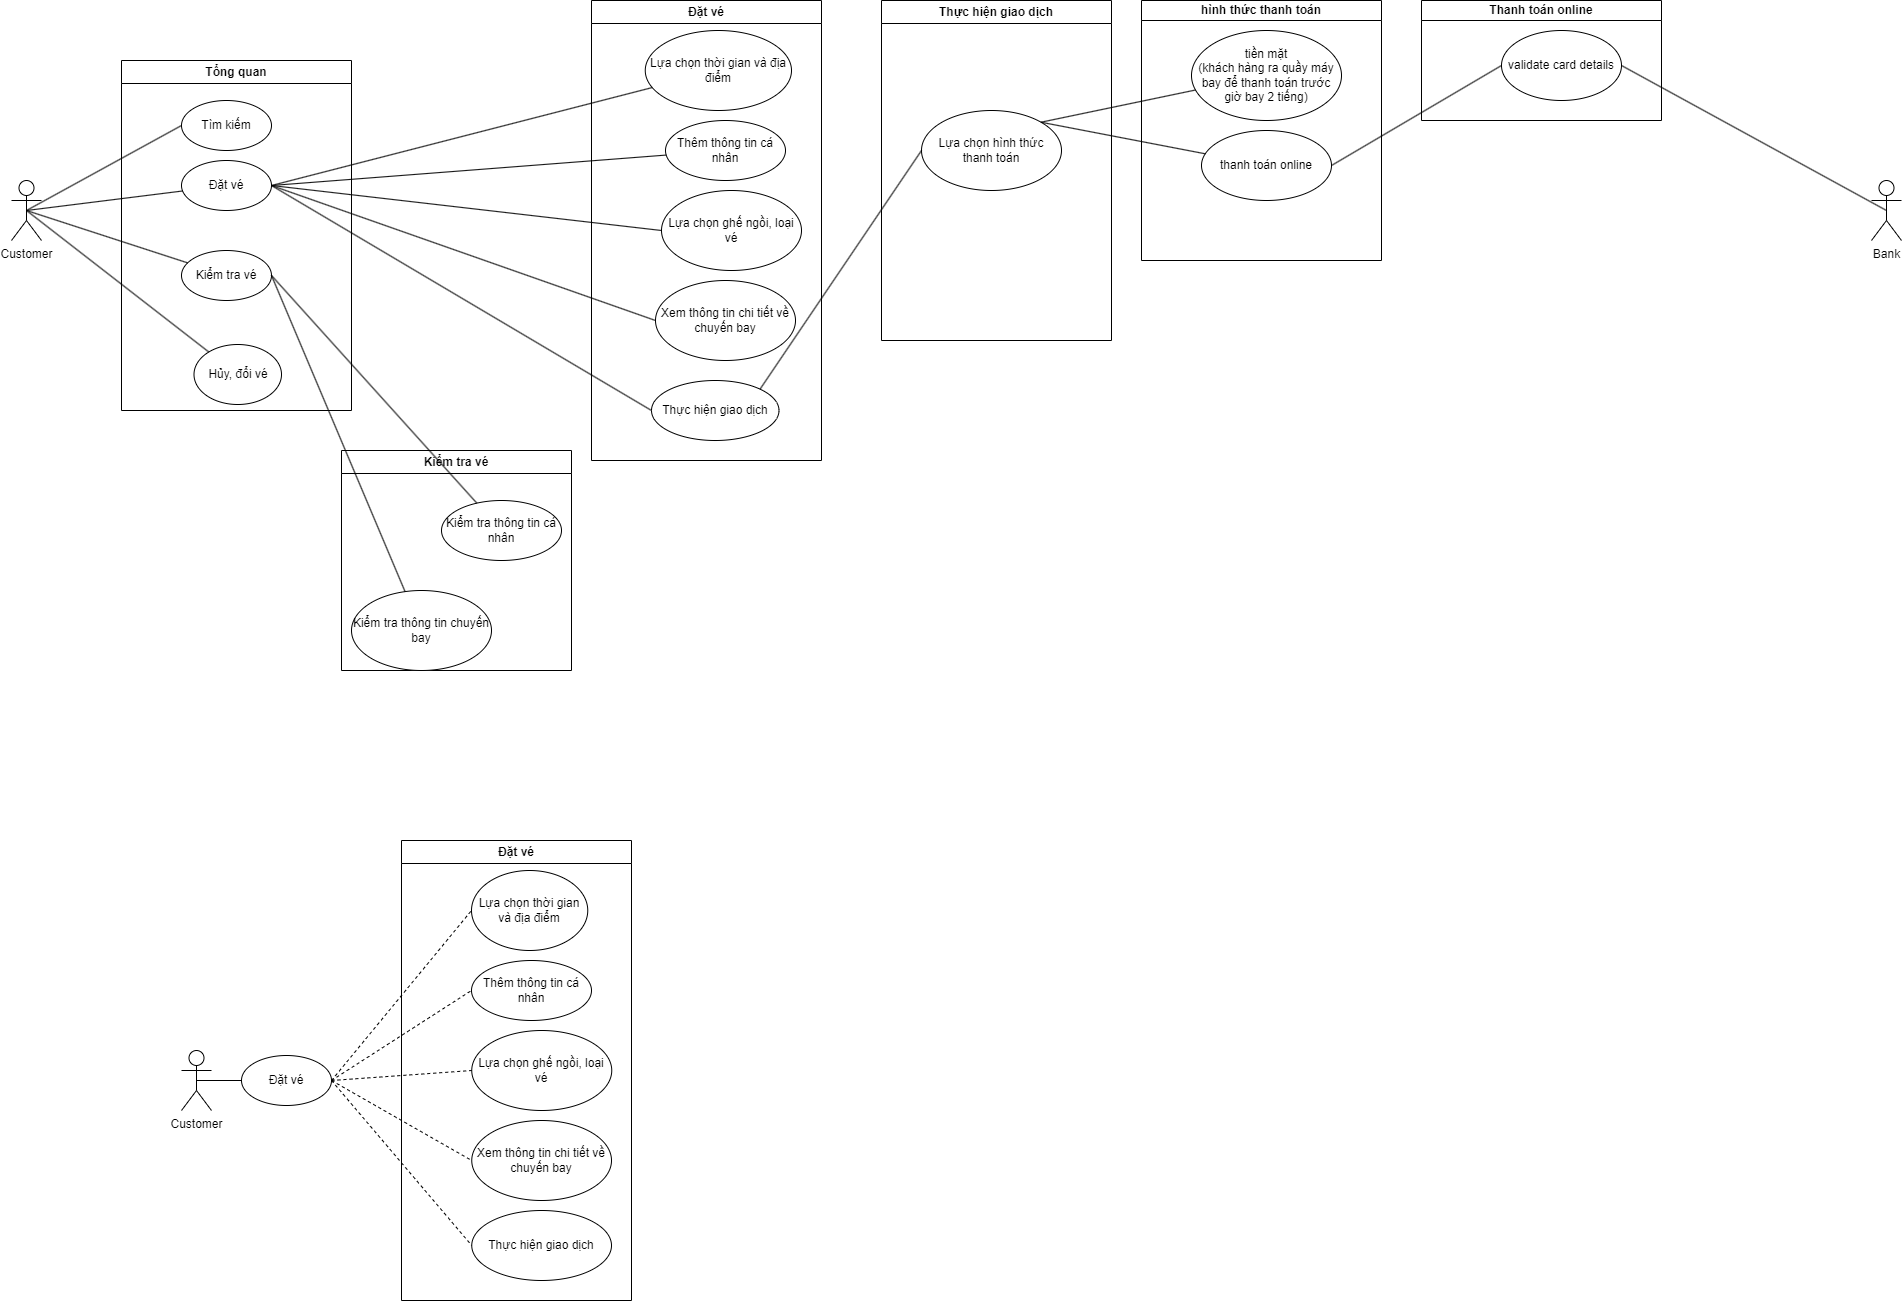 Tổng quan
Tìm kiếm
Đặt vé
Kiểm tra vé
Hủy, đổi vé
Customer
Đặt vé
Lựa chọn thời gian và địa
điểm
Thêm thông tin cá
nhân
Lựa chọn ghế ngồi, loại
vé
Xem thông tin chi tiết về
chuyến bay
Thực hiện giao dịch
Thực hiện giao dịch
Lựa chọn hình thức
thanh toán
hình thức thanh toán
tiền mặt
(khách hàng ra quầy máy
bay để thanh toán trước
giờ bay 2 tiếng)
thanh toán online
Thanh toán online
validate card details
Bank
Kiểm tra vé
Kiểm tra thông tin cá
nhân
Kiểm tra thông tin chuyến
bay
Customer
Đặt vé
Đặt vé
Lựa chọn thời gian
và địa điểm
Thêm thông tin cá
nhân
Lựa chọn ghế ngồi, loại
vé
Xem thông tin chi tiết về
chuyến bay
Thực hiện giao dịch